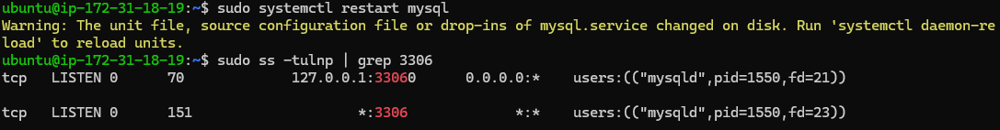 ubuntu@ip-172-31-18-19:~$ sudo systemctl restart mysql
Warning: The unit file, source configuration file or drop-ins of mysql.service changed on disk. Run 'systemctl daemon-re
load' to reload units.
ubuntu@ip-172-31-18-19:~$ sudo ss -tulnp | grep 3306
tcp   LISTEN 0      70             127.0.0.1:33060      0.0.0.0:*    users:(("mysqld",pid=1550,fd=21))
tcp   LISTEN 0      151                    *:3306             *:*    users:(("mysqld",pid=1550,fd=23))